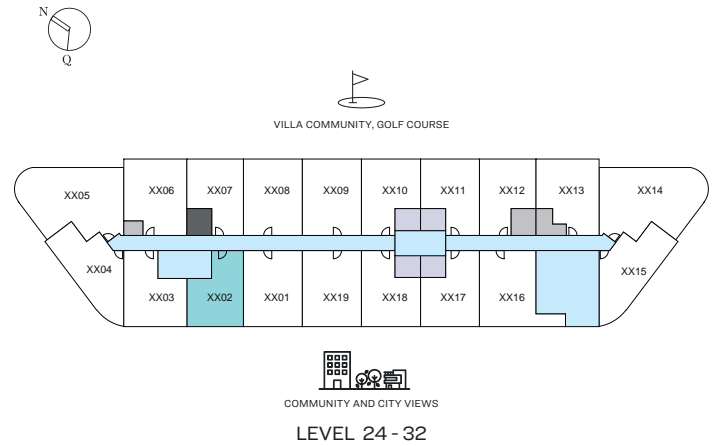 N
Q
VILLA COMMUNITY, GOLF COURSE
XX05
XX06
XX07
XX08
XX09
XX10
XX11
XX12
XX13
XX14
XX04
XX03
XX02
XX01
XX19
XX18
XX17
XX16
XX15
COMMUNITY AND CITY VIEWS
LEVEL 24 - 32